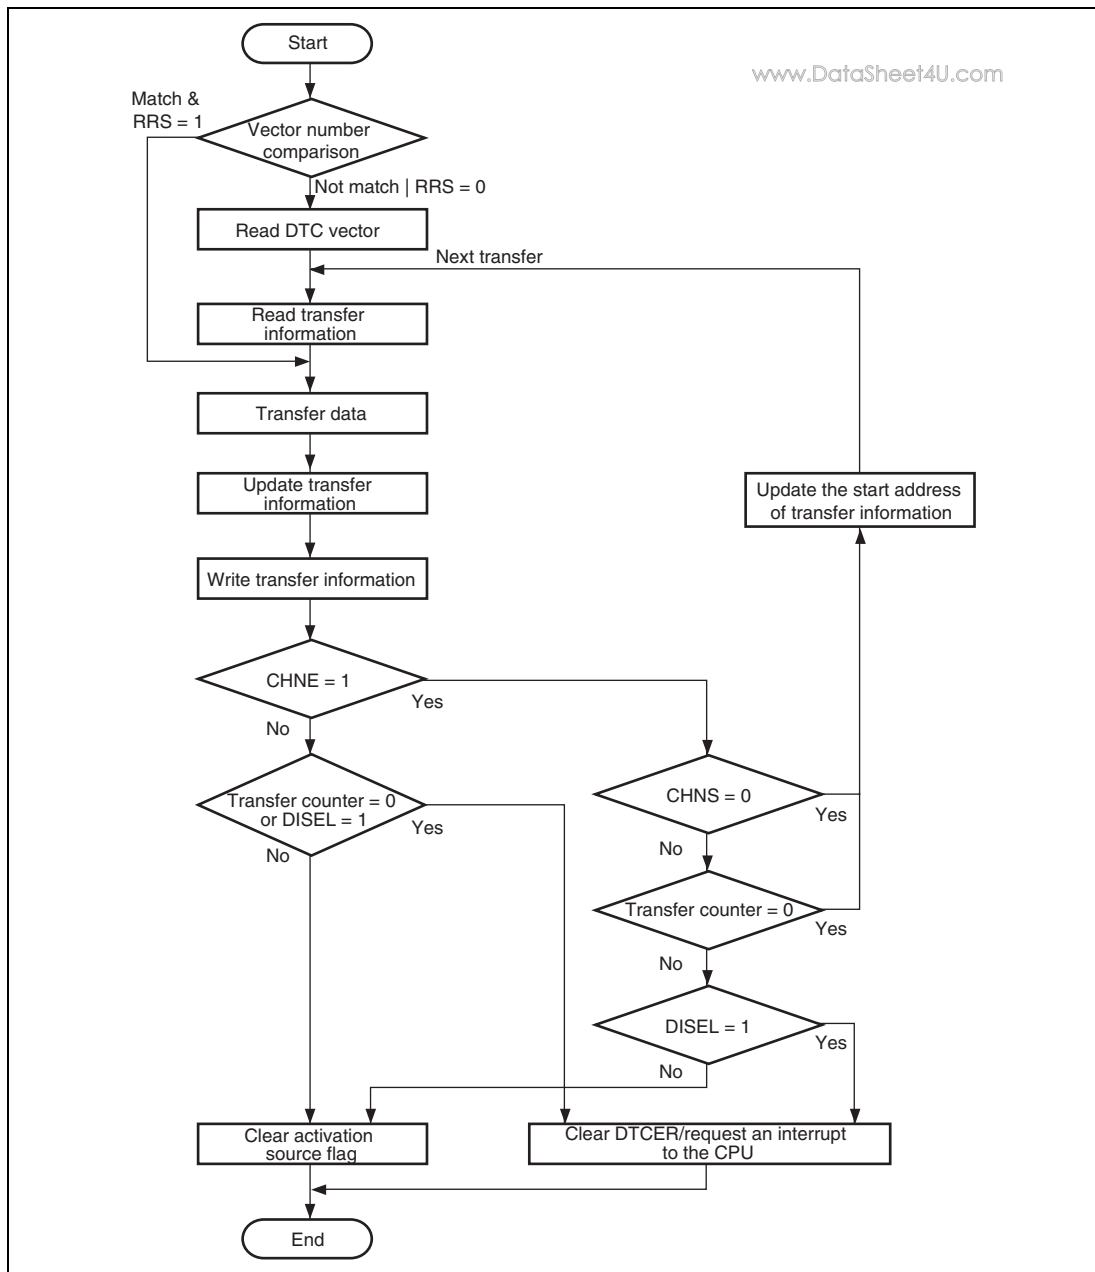 Start
www.DataSheet4U.com
Match &
RRS = 1
Vector number
comparison
Not match | RRS = 0
Read DTC vector
Next transfer
Read transfer
information
Transfer data
Update transfer
information
Update the start address
of transfer information
Write transfer information
CHNE = 1
Yes
No
Transfer counter = 0
or DISEL = 1
Yes
No
CHNS = 0
Yes
No
Transfer counter = 0
Yes
No
DISEL = 1
Yes
No
Clear activation
source flag
Clear DTCER/request an interrupt
to the CPU
End